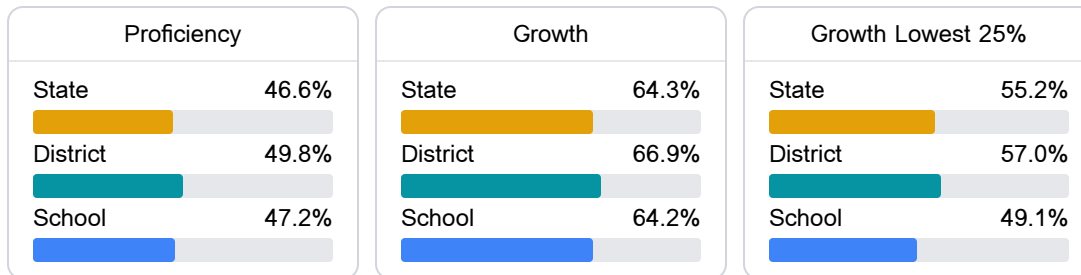 Proficiency
State 46.6%
District 49.8%
School 47.2%
Growth
State 64.3%
District 66.9%
School 64.2%
Growth Lowest 25%
State 55.2%
District 57.0%
School 49.1%